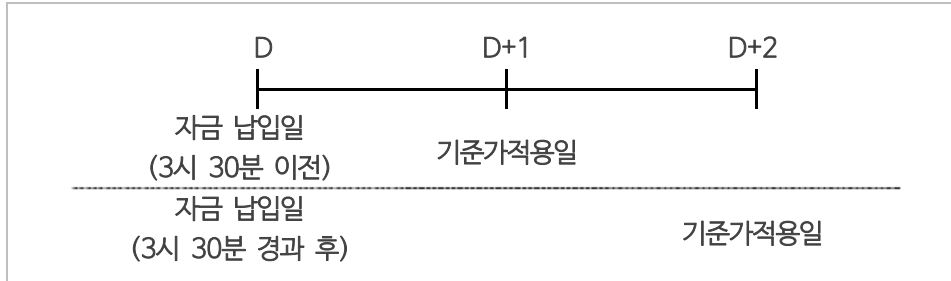 D D+1 D+2
자금 납입일
(3시 30분 이전)
기준가적용일
자금 납입일
(3시 30분 경과 후)
기준가적용일